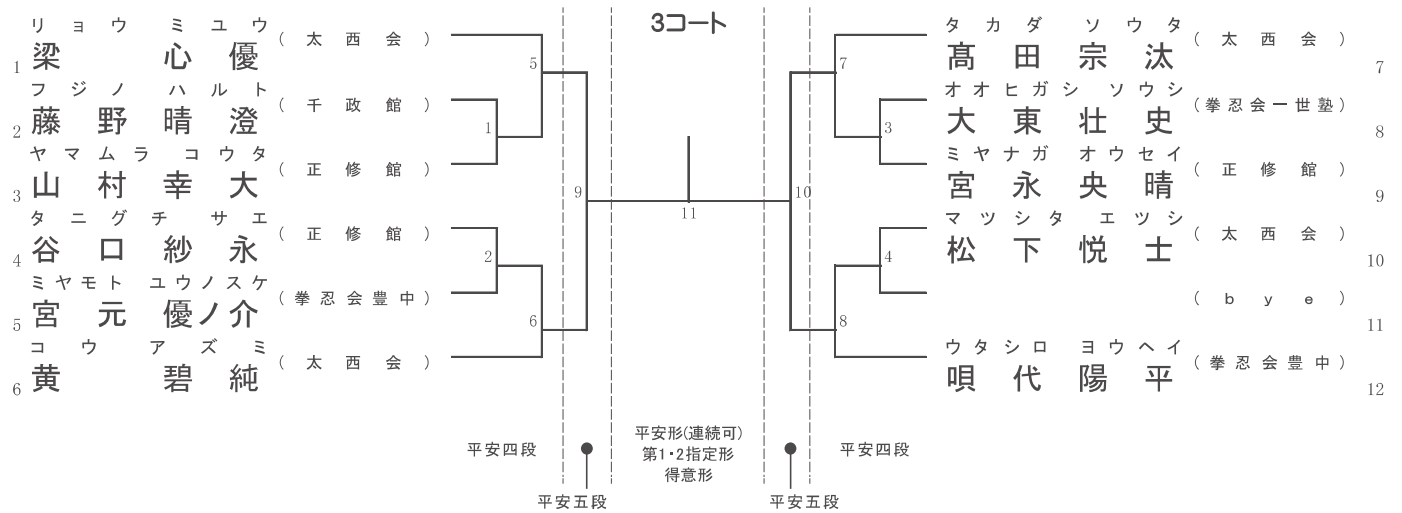 3コート
リョウ ミユウ
1 梁 心優 (太西会)
フジノ ハルト
2 藤野晴澄 (千政館)
ヤマムラ コウタ
3 山村幸大 (正修館)
タニグチ サエ
4 谷口紗永 (正修館)
ミヤモト ユウノスケ
5 宮元優ノ介 (拳忍会豊中)
コウ アズミ
6 黄 碧純 (太西会)
5
1
9
2
6
11
7
3
10
4
8
タカダ ソウタ
髙田宗汰 (太西会) 7
オオヒガシ ソウシ
大東壮史 (拳忍会一世塾) 8
ミヤナガ オウセイ
宮永央晴 (正修館) 9
マツシタ エツシ
松下悦士 (太西会) 10
(bye) 11
ウタシロ ヨウヘイ
唄代陽平 (拳忍会豊中) 12
平安四段
平安五段
平安形(連続可)
第1・2指定形
得意形
平安四段
平安五段